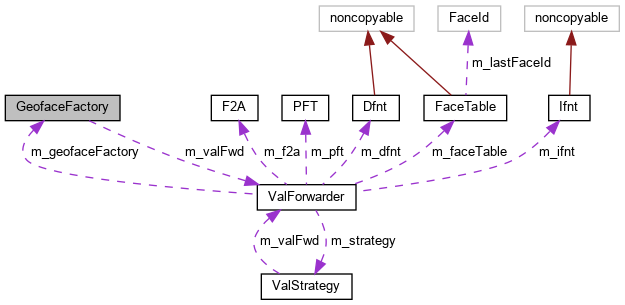 noncopyable
FaceId
noncopyable
m_lastFaceId
GeofaceFactory
F2A
PFT
Dfnt
FaceTable
Ifnt
m_geofaceFactory
m_valFwd
m_f2a
m_pft
m_dfnt
m_faceTable
m_ifnt
ValForwarder
m_valFwd
m_strategy
ValStrategy